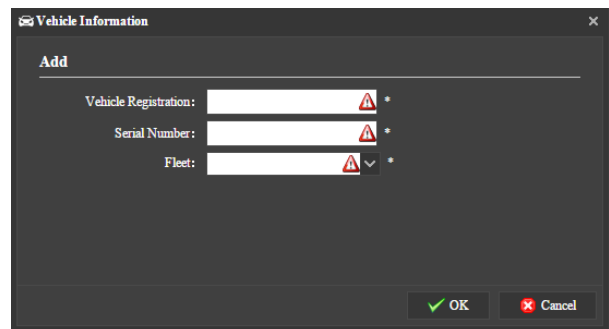 Vehicle Information
Add
Vehicle Registration: *
Serial Number: *
Fleet: *
OK Cancel